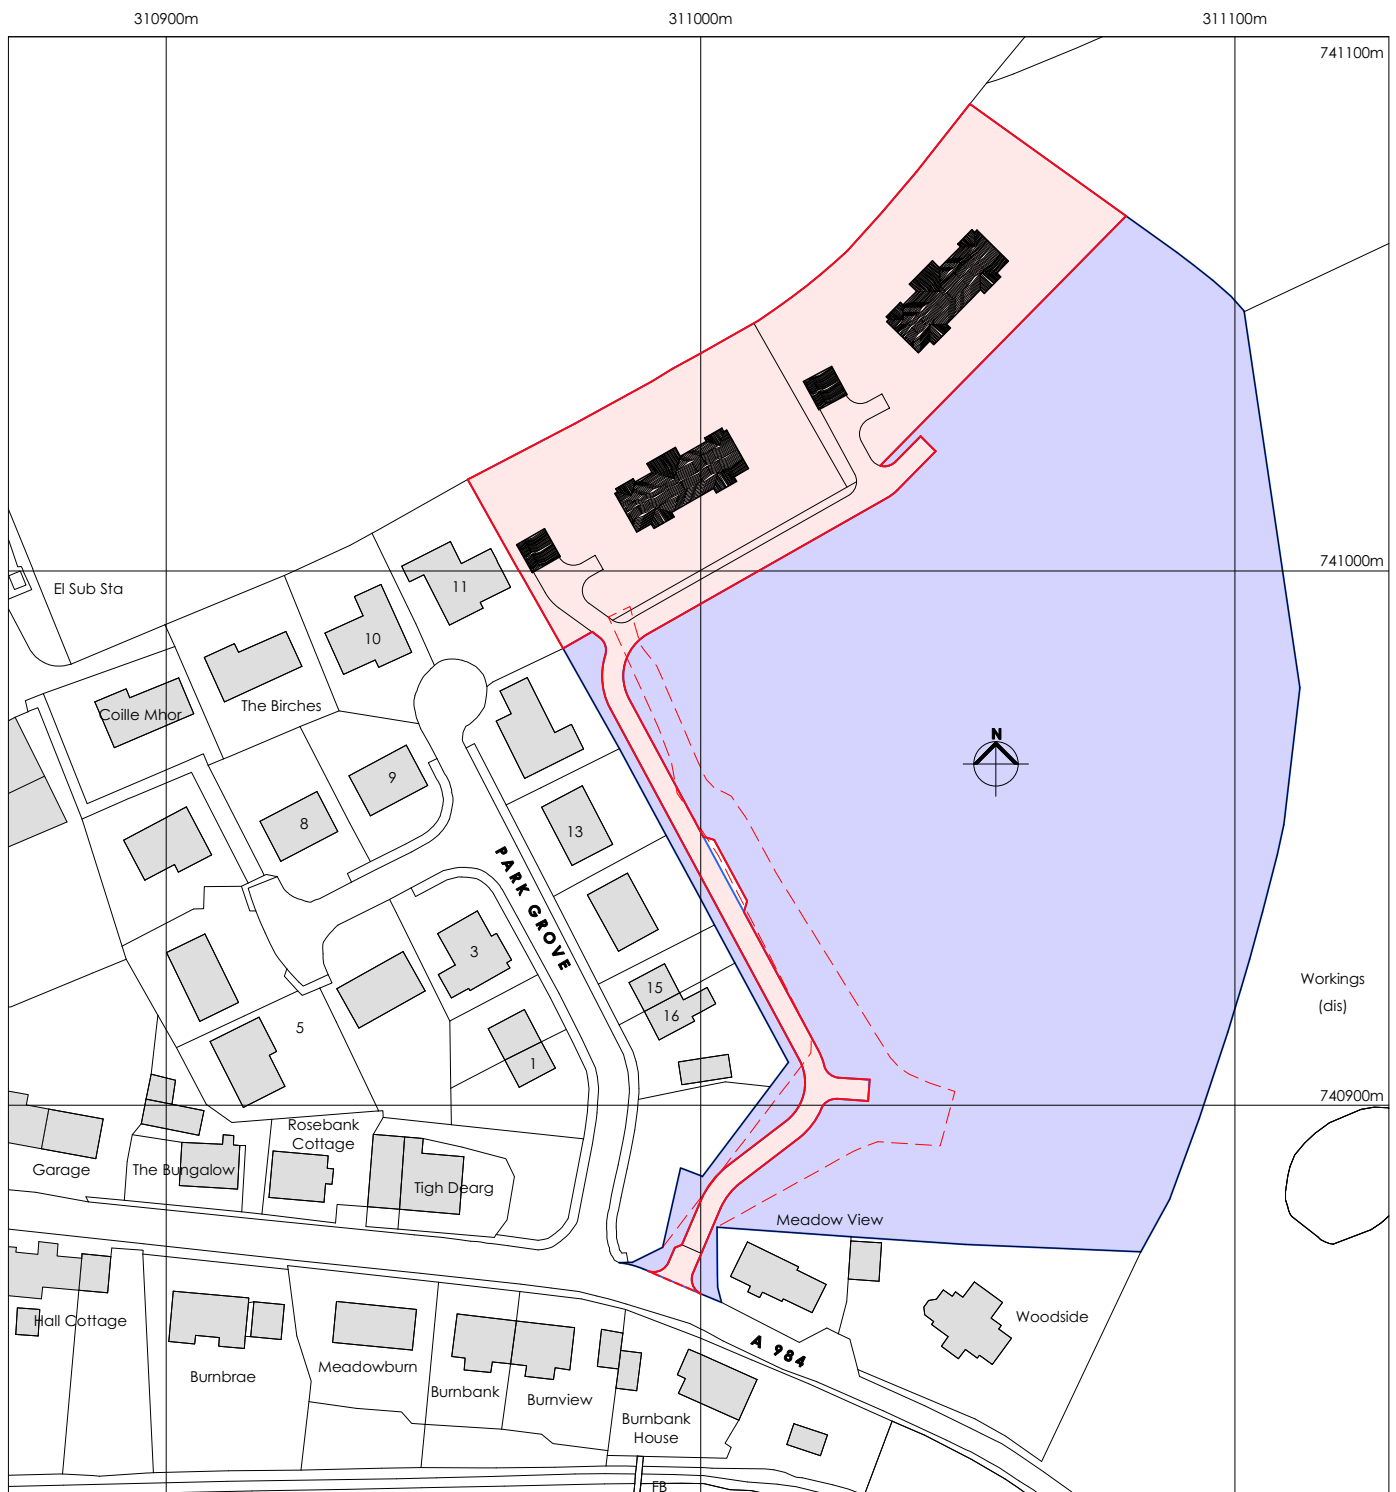 310900m
311000m
311100m
741100m
741000m
El Sub Sta
11
10
Coille Mhor
The Birches
N
9
8
13
PARK GROVE
3
15
16
5
1
Workings
(dis)
740900m
Rosebank
Cottage
Garage
The Bungalow
Tigh Dearg
Meadow View
Hall Cottage
Woodside
A 984
Burnbrae
Meadowburn
Burnbank
Burnview
Burnbank
House
FB